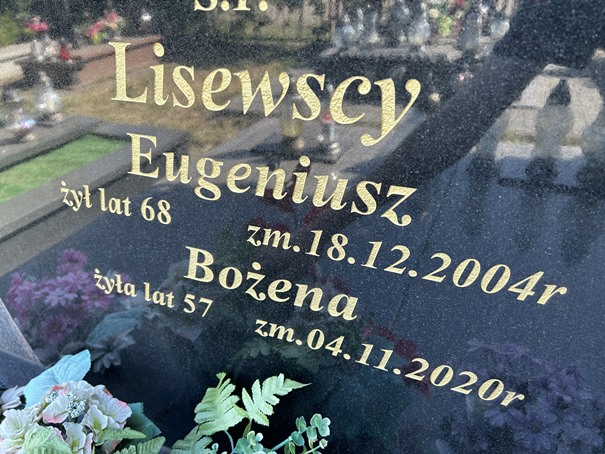 Ś.P.
Lisewscy
Eugeniusz
żył lat 68
zm.18.12.2004r
Bożena
żyła lat 57
zm.04.11.2020r